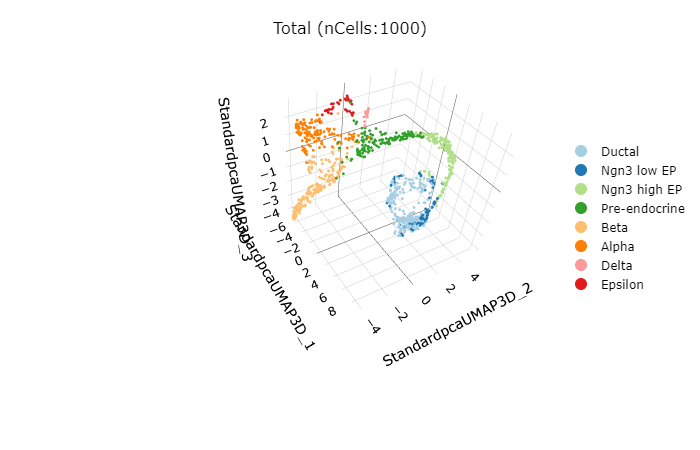 Total (nCells:1000)
StandardpcaUMAP3D_3
2
1
0
−1
−2
−3
−4
StandardpcaUMAP3D_1
−6
−4
−2
0
2
4
6
8
StandardpcaUMAP3D_2
−4
−2
0
2
4
Ductal
Ngn3 low EP
Ngn3 high EP
Pre-endocrine
Beta
Alpha
Delta
Epsilon